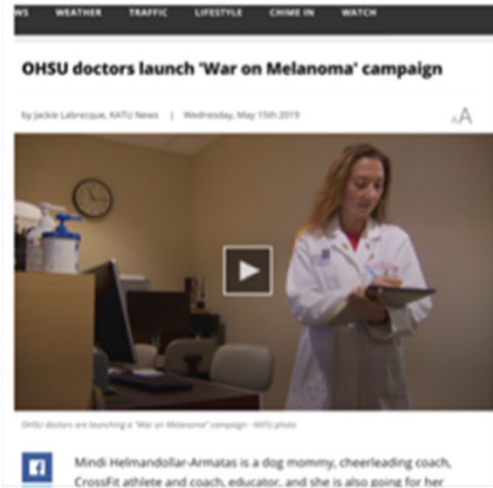 WS WEATHER TRAFFIC LIFESTYLE CHIME IN WATCH
OHSU doctors launch 'War on Melanoma' campaign
by Jackie Labrecque, KATU News | Wednesday, May 15th 2019 AA
OHSU doctors are launching a "War on Melanoma" campaign - KATU photo
Mindi Helmandollar-Armatas is a dog mommy, cheerleading coach,
CrossFit athlete and coach, educator, and she is also going for her